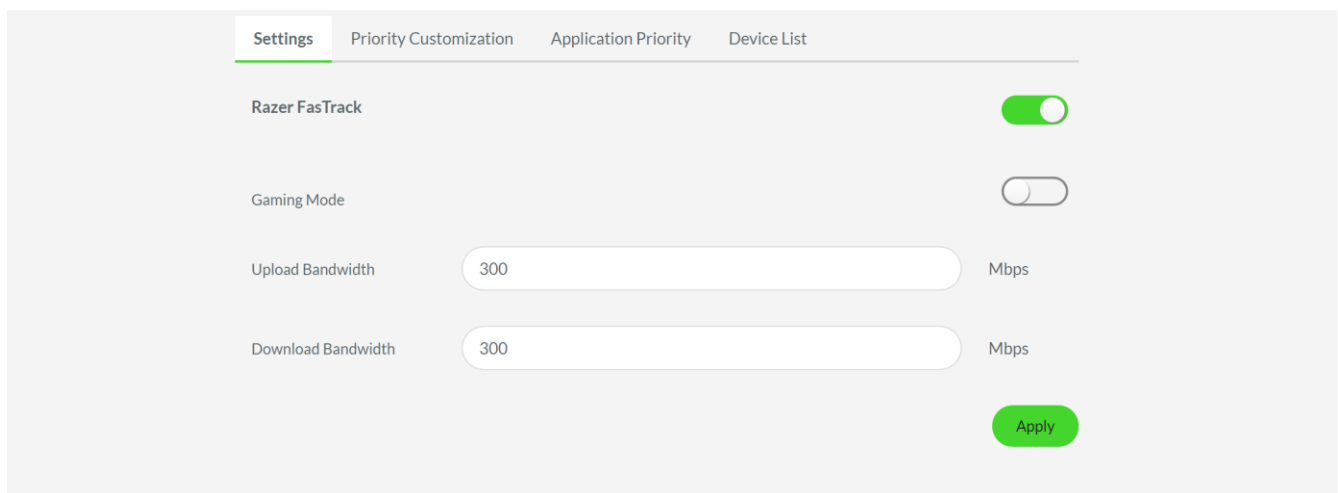 Settings Priority Customization Application Priority Device List
Razer FasTrack
Gaming Mode
Upload Bandwidth 300 Mbps
Download Bandwidth 300 Mbps
Apply